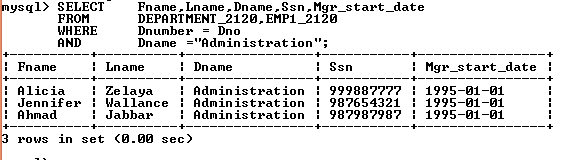 mysql> SELECT Fname,Lname,Dname,Ssn,Mgr_start_date
FROM DEPARTMENT_2120,EMP1_2120
WHERE Dnumber = Dno
AND Dname ="Administration";
| Fname | Lname | Dname | Ssn | Mgr_start_date |
| Alicia | Zelaya | Administration | 999887777 | 1995-01-01 |
| Jennifer | Wallance | Administration | 987654321 | 1995-01-01 |
| Ahmad | Jabbar | Administration | 987987987 | 1995-01-01 |
3 rows in set (0.00 sec)